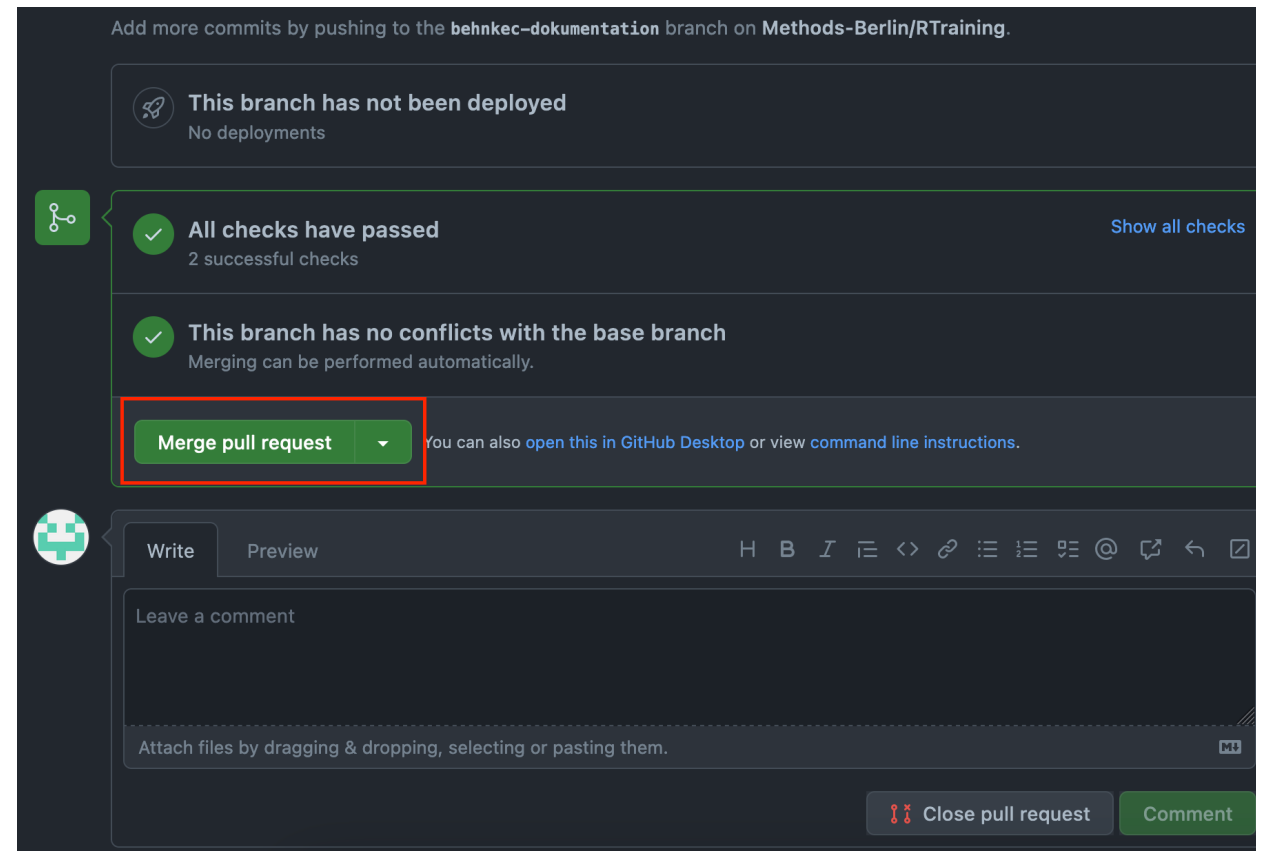 Add more commits by pushing to the behnkec-dokumentation branch on Methods-Berlin/RTraining.
This branch has not been deployed
No deployments
All checks have passed
Show all checks
2 successful checks
This branch has no conflicts with the base branch
Merging can be performed automatically.
Merge pull request
You can also open this in GitHub Desktop or view command line instructions.
Write
Preview
Leave a comment
Attach files by dragging & dropping, selecting or pasting them.
Close pull request
Comment